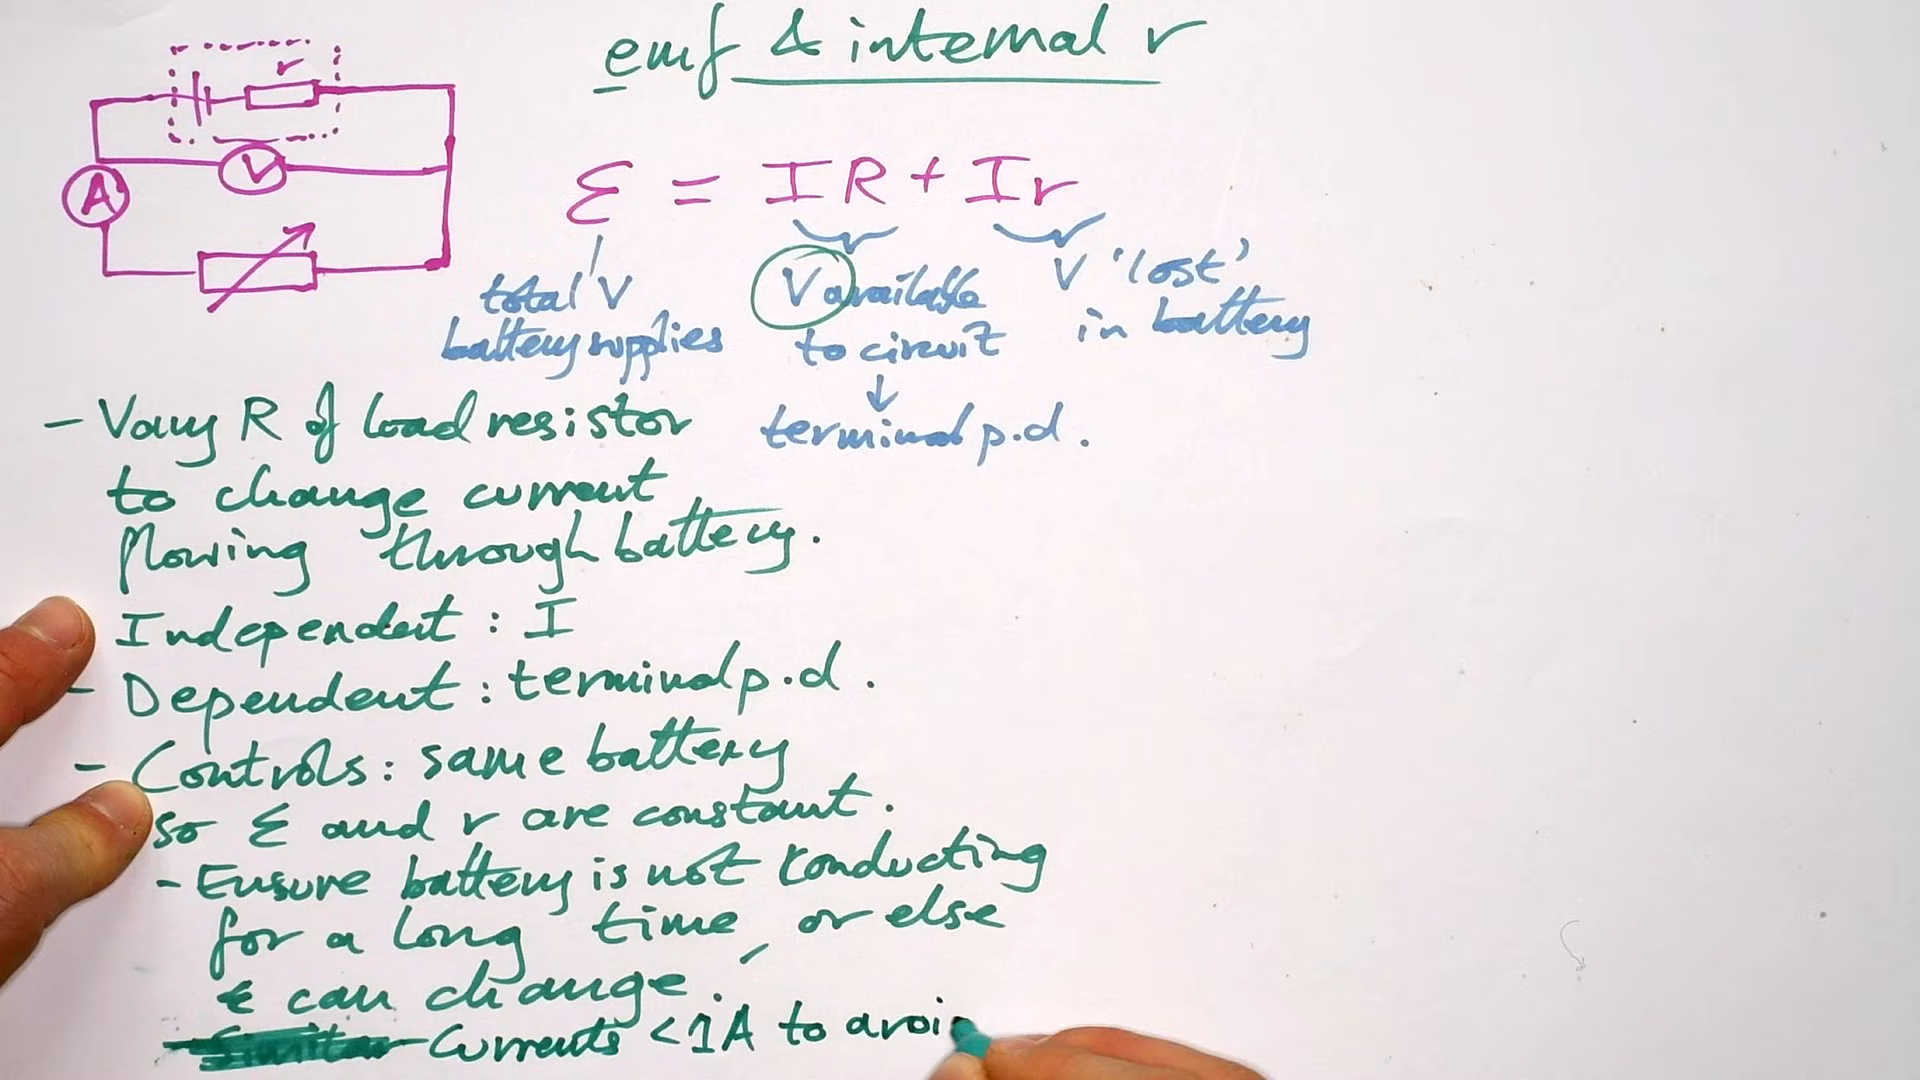 emf & internal r
r
V
A
Ɛ = IR + Ir
total V
battery supplies
V available
to circuit
↓
terminal p.d.
V 'lost'
in battery
- Vary R of load resistor
to change current
flowing through battery.
Independent : I
- Dependent : terminal p.d.
- Controls : same battery
so Ɛ and r are constant.
- Ensure battery is not conducting
for a long time, or else
Ɛ can change.
- Currents <1A to avoi